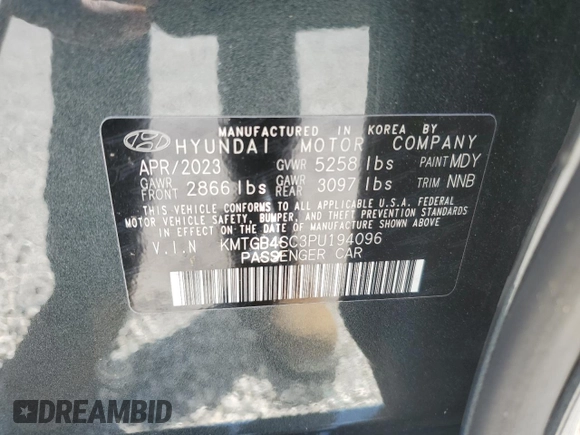 MANUFACTURED IN KOREA BY
HYUNDAI MOTOR COMPANY
APR/2023 GVWR 5258 lbs PAINT MDY
GAWR FRONT 2866 lbs GAWR REAR 3097 lbs TRIM NNB
THIS VEHICLE CONFORMS TO ALL APPLICABLE U.S.A. FEDERAL
MOTOR VEHICLE SAFETY, BUMPER, AND THEFT PREVENTION STANDARDS
IN EFFECT ON THE DATE OF MANUFACTURE SHOWN ABOVE
V.I.N KMTGB4SC3PU194096
PASSENGER CAR
DREAMBID